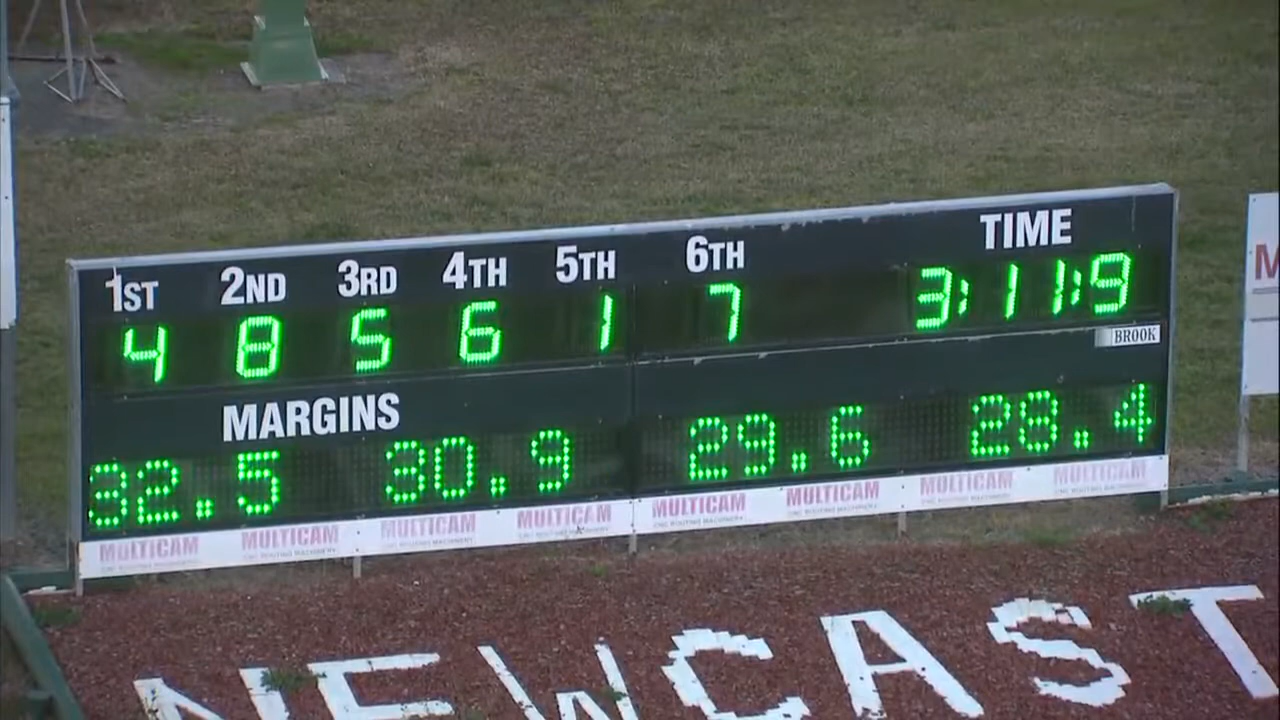 1ST 2ND 3RD 4TH 5TH 6TH TIME
4 8 5 6 1 7 3:11:9
BROOK
MARGINS
32.5 30.9 29.6 28.4
MULTICAM MULTICAM MULTICAM MULTICAM MULTICAM MULTICAM MULTICAM MULTICAM
NEWCAST
M